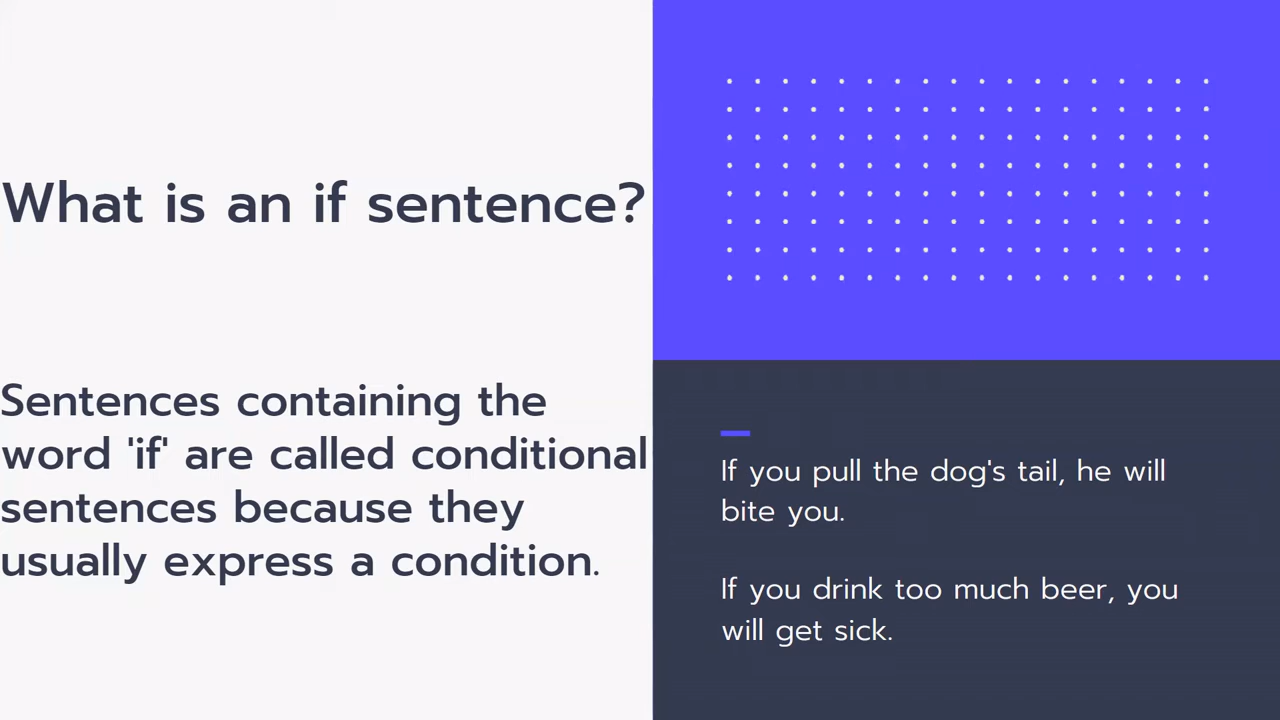 What is an if sentence?
Sentences containing the
word 'if' are called conditional
sentences because they
usually express a condition.
If you pull the dog's tail, he will
bite you.
If you drink too much beer, you
will get sick.